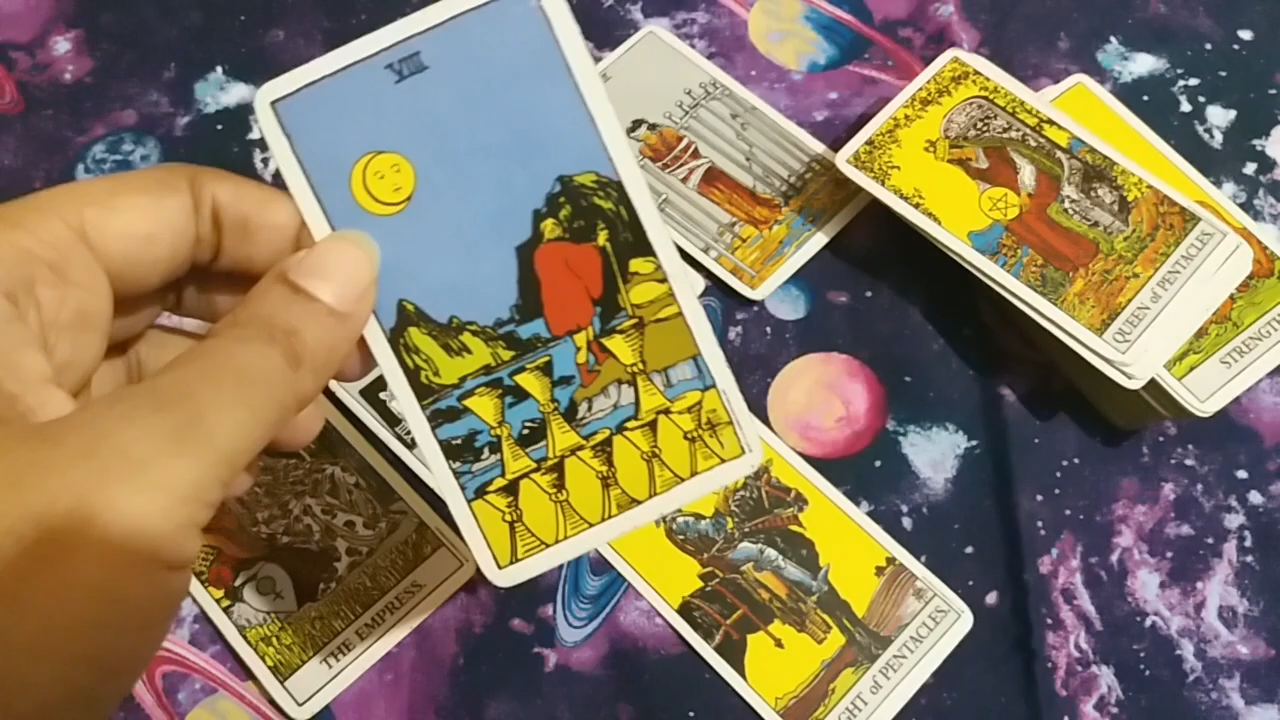 VIII
QUEEN of PENTACLES.
STRENGTH
THE EMPRESS.
GHT of PENTACLES.